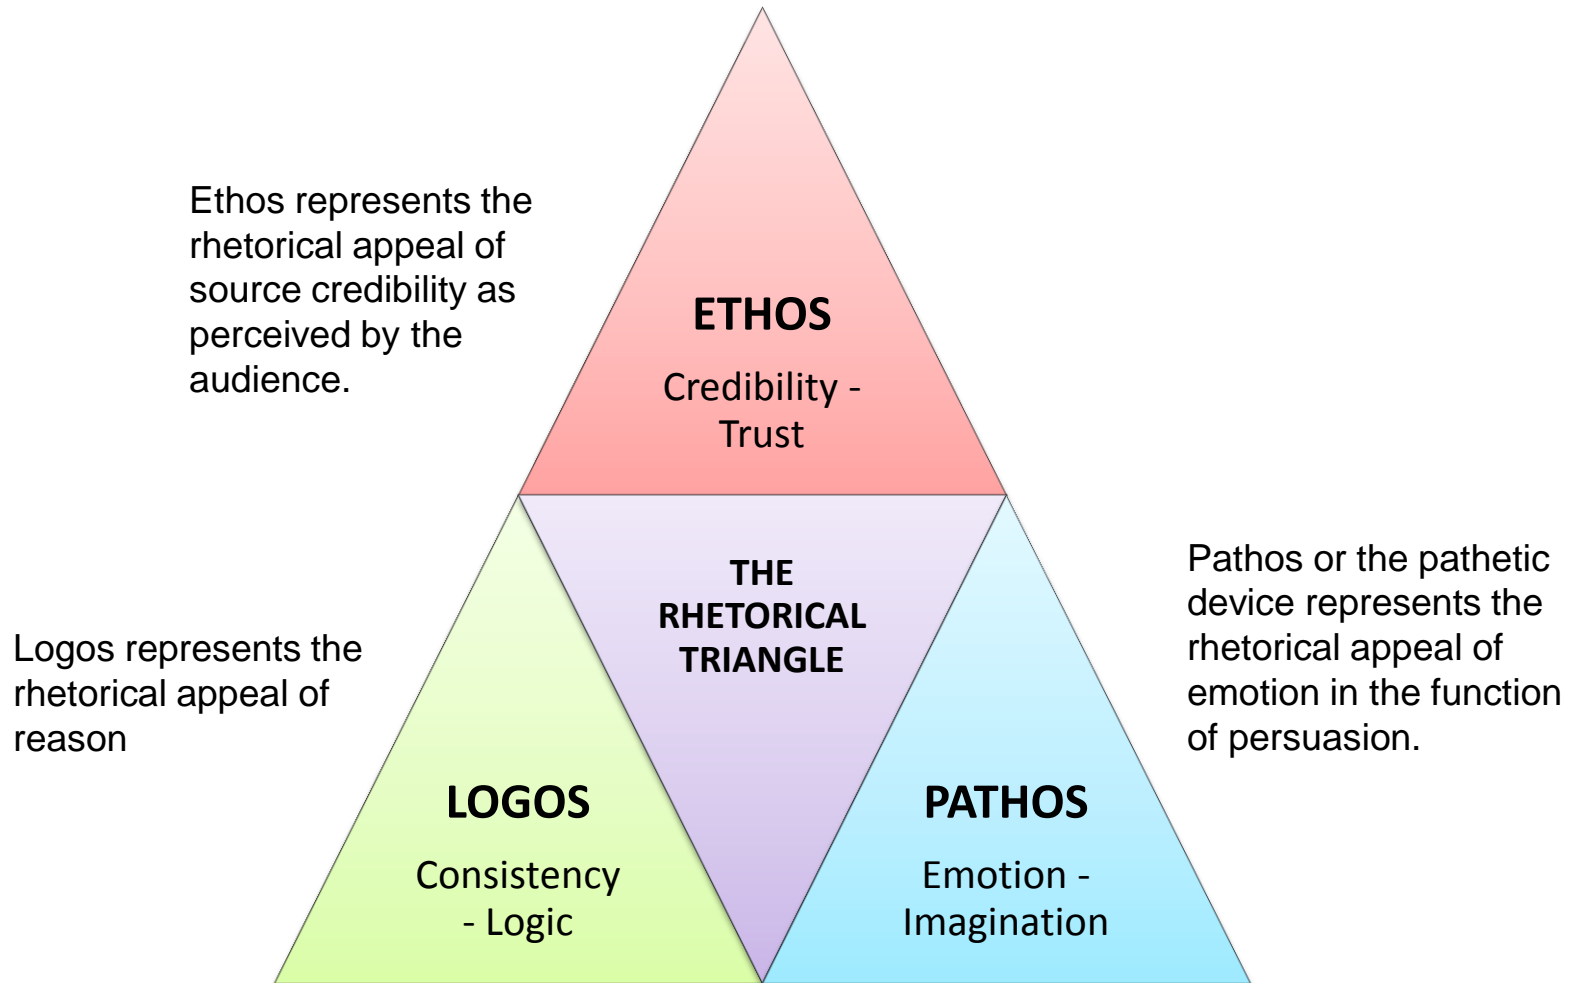 Ethos represents the
rhetorical appeal of
source credibility as
perceived by the
audience.
ETHOS
Credibility -
Trust
THE
RHETORICAL
TRIANGLE
Logos represents the
rhetorical appeal of
reason
LOGOS
Consistency
- Logic
Pathos or the pathetic
device represents the
rhetorical appeal of
emotion in the function
of persuasion.
PATHOS
Emotion -
Imagination